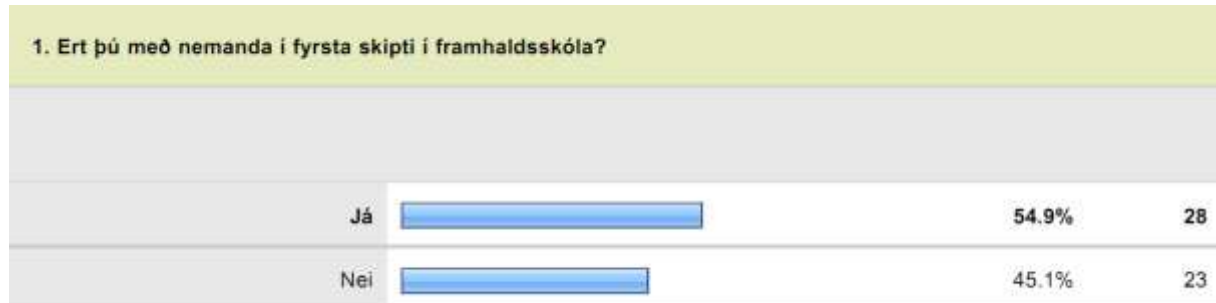 1. Ert þú með nemanda í fyrsta skipti í framhaldsskóla?
Já 54.9% 28
Nei 45.1% 23